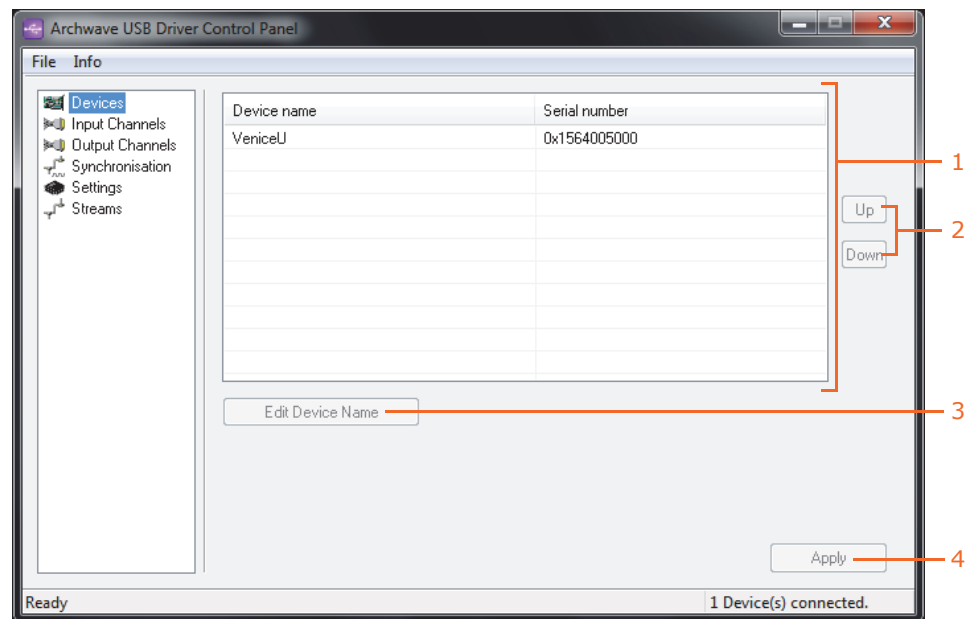 Archwave USB Driver Control Panel
File Info
Devices
Input Channels
Output Channels
Synchronisation
Settings
Streams
Device name Serial number
VeniceU 0x1564005000
1
Up
2
Down
Edit Device Name
3
Apply
4
Ready
1 Device(s) connected.